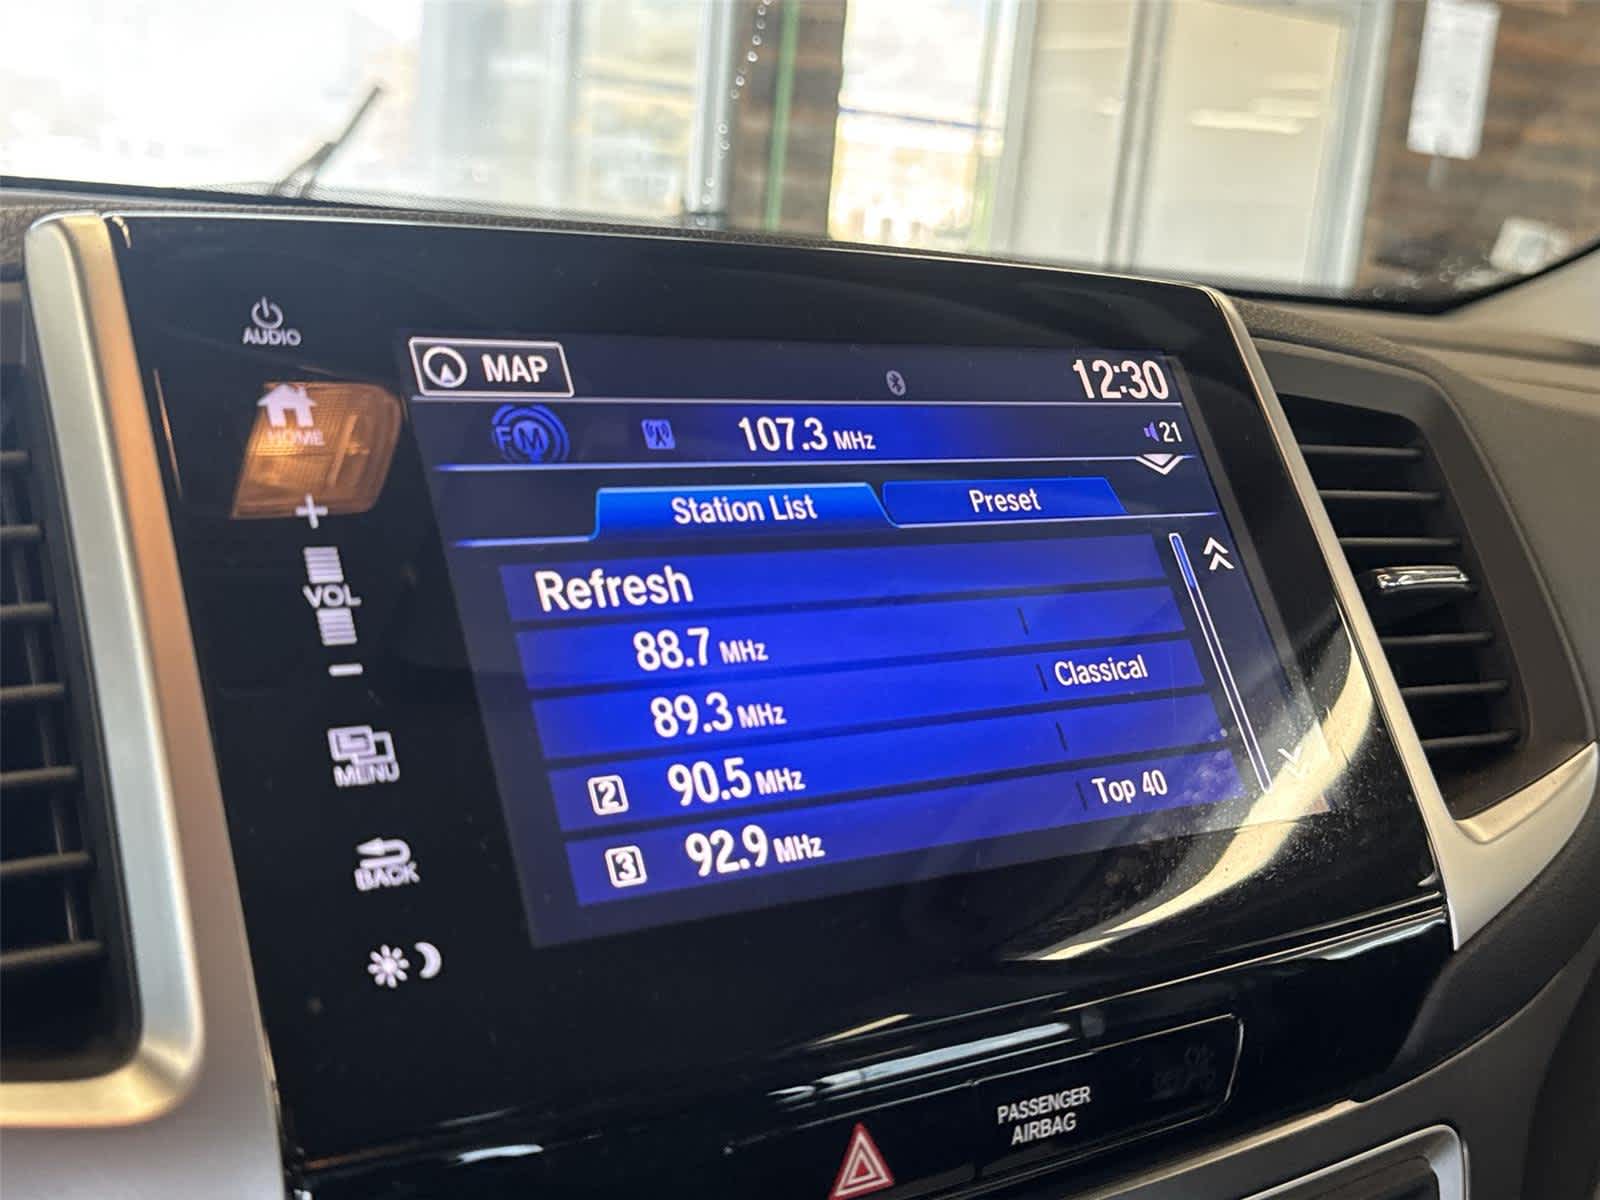 AUDIO
MAP
12:30
HOME
FM
107.3 MHz
21
+
VOL
-
Station List
Preset
Refresh
88.7 MHz
89.3 MHz Classical
2 90.5 MHz
3 92.9 MHz Top 40
MENU
BACK
PASSENGER
AIRBAG